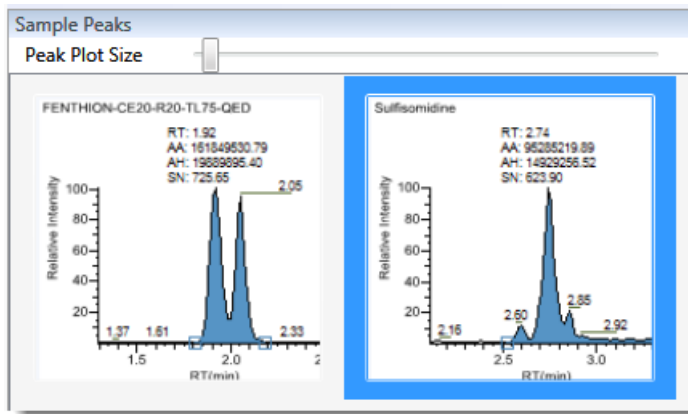 Sample Peaks
Peak Plot Size
FENTHION-CE20-R20-TL75-QED
RT: 1.92
AA: 161849530.79
AH: 19889895.40
SN: 725.65
2.05
100
80
60
40
20
Relative Intensity
1.37 1.61 2.33
1.5 2.0 2
RT(min)
Sulfisomidine
RT: 2.74
AA: 95285219.89
AH: 14929256.52
SN: 623.90
100
80
60
40
20
Relative Intensity
2.16 2.60 2.85 2.92
2.5 3.0
RT(min)